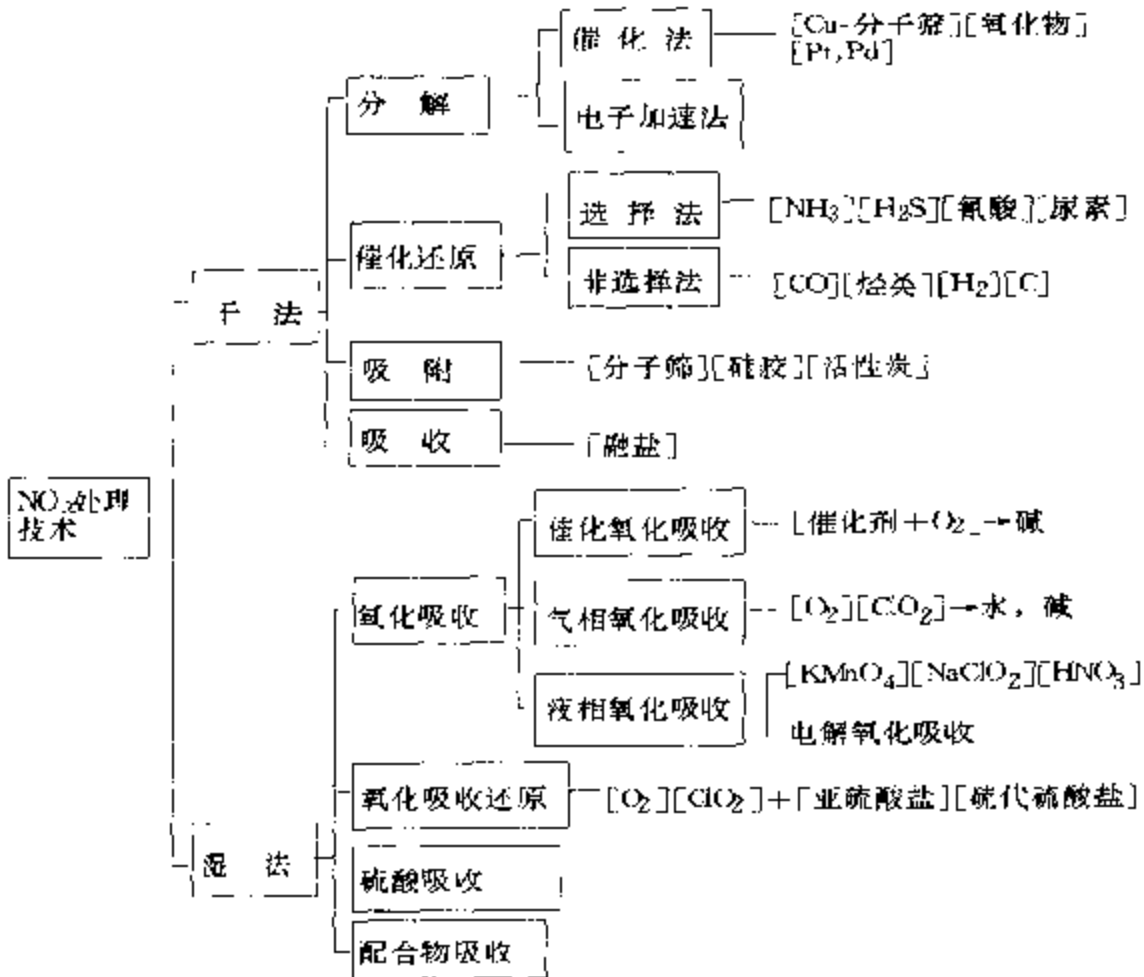 催化法
[Cu-分子筛][氧化物]
[Pt,Pd]
分解
电子加速法
选择法
[NH₃][H₂S][氰酸][尿素]
催化还原
非选择法
[CO][烃类][H₂][C]
干法
吸附
[分子筛][硅胶][活性炭]
吸收
[融盐]
NO₂处理
技术
催化氧化吸收
[催化剂+O₂]→碱
氧化吸收
气相氧化吸收
[O₂][ClO₂]→水,碱
液相氧化吸收
[KMnO₄][NaClO₂][HNO₃]
电解氧化吸收
氧化吸收还原
[O₂][ClO₂]+[亚硫酸盐][硫代硫酸盐]
湿法
硫酸吸收
配合物吸收